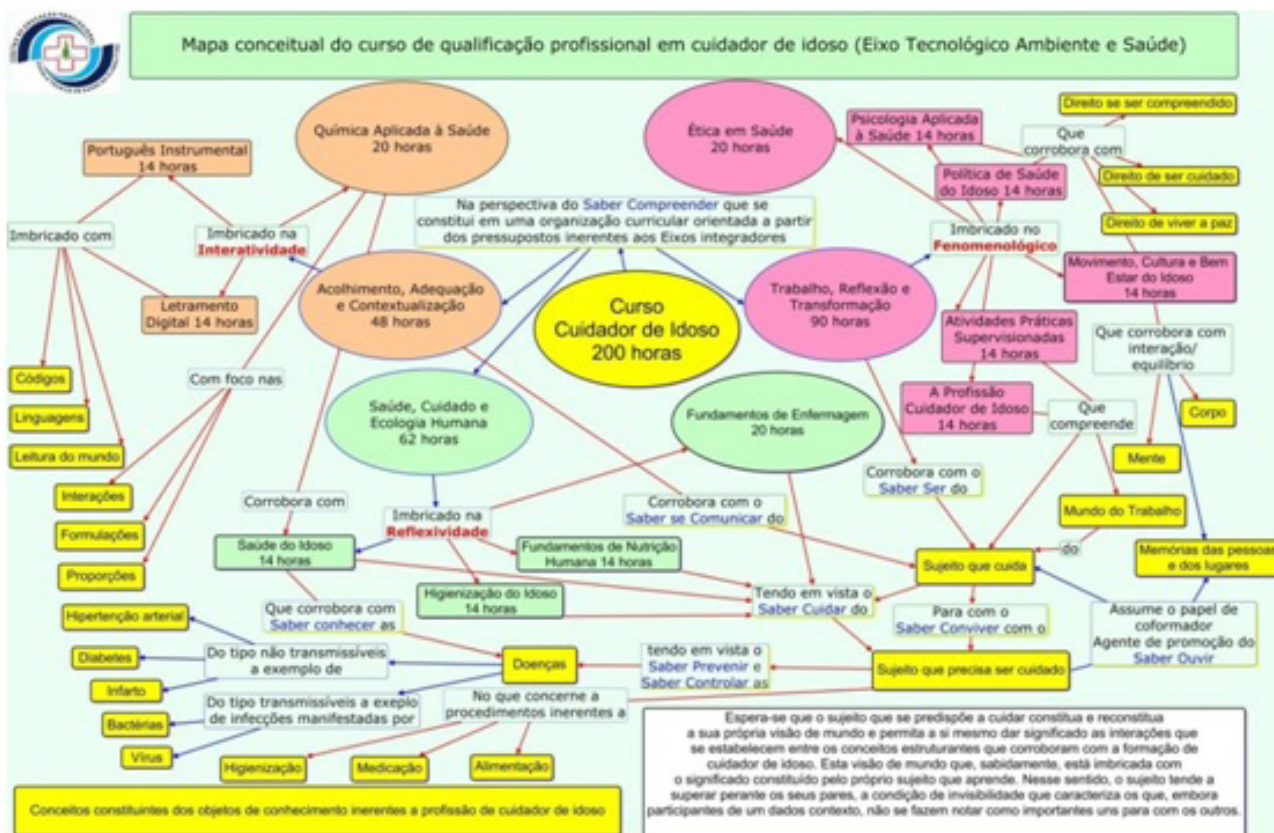 Mapa conceitual do curso de qualificação profissional em cuidador de idoso (Eixo Tecnológico Ambiente e Saúde)
Química Aplicada à Saúde
20 horas
Ética em Saúde
20 horas
Psicologia Aplicada
à Saúde 14 horas
Direito se ser compreendido
Que
corrobora com
Português Instrumental
14 horas
Política de Saúde
do Idoso 14 horas
Direito de ser cuidado
Direito de viver a paz
Na perspectiva do Saber Compreender que se
constitui em uma organização curricular orientada a partir
dos pressupostos inerentes aos Eixos integradores
Imbricado com
Imbricado na
Interatividade
Imbricado no
Fenomenológico
Movimento, Cultura e Bem
Estar do Idoso
14 horas
Acolhimento, Adequação
e Contextualização
48 horas
Curso
Cuidador de Idoso
200 horas
Trabalho, Reflexão e
Transformação
90 horas
Letramento
Digital 14 horas
Atividades Práticas
Supervisionadas
14 horas
Que corrobora com
interação/
equilíbrio
Códigos
Com foco nas
Linguagens
Leitura do mundo
Saúde, Cuidado e
Ecologia Humana
62 horas
Fundamentos de Enfermagem
20 horas
A Profissão
Cuidador de Idoso
14 horas
Que
compreende
Corpo
Mente
Interações
Formulações
Proporções
Corrobora com
Imbricado na
Reflexividade
Corrobora com o
Saber se Comunicar do
Corrobora com o
Saber Ser do
Mundo do Trabalho
Saúde do Idoso
14 horas
Fundamentos de Nutrição
Humana 14 horas
Sujeito que cuida
do
Memórias das pessoas
e dos lugares
Higienização do Idoso
14 horas
Tendo em vista o
Saber Cuidar do
Hipertenção arterial
Que corrobora com
Saber conhecer as
Para com o
Saber Conviver com o
Assume o papel de
coformador
Agente de promoção do
Saber Ouvir
Diabetes
Do tipo não transmissíveis
a exemplo de
Doenças
tendo em vista o
Saber Prevenir e
Saber Controlar as
Sujeito que precisa ser cuidado
Infarto
Bactérias
Do tipo transmissíveis a exeplo
de infecções manifestadas por
No que concerne a
procedimentos inerentes a
Vírus
Higienização
Medicação
Alimentação
Conceitos constituintes dos objetos de conhecimento inerentes a profissão de cuidador de idoso
Espera-se que o sujeito que se predispõe a cuidar constitua e reconstitua
a sua própria visão de mundo e permita a si mesmo dar significado as interações que
se estabelecem entre os conceitos estruturantes que corroboram com a formação de
cuidador de idoso. Esta visão de mundo que, sabidamente, está imbricada com
o significado constituído pelo próprio sujeito que aprende. Nesse sentido, o sujeito tende a
superar perante os seus pares, a condição de invisibilidade que caracteriza os que, embora
participantes de um dados contexto, não se fazem notar como importantes uns para com os outros.